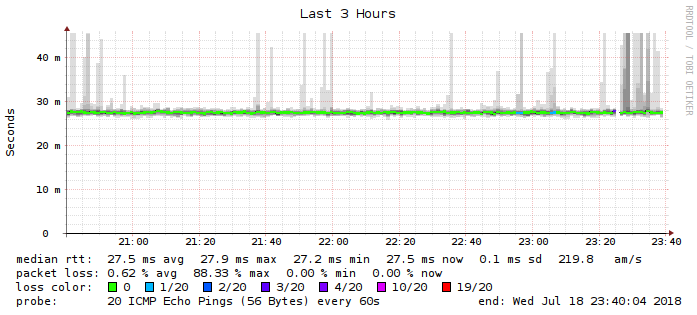 Last 3 Hours
RRDTOOL / TOBI OETIKER
Seconds
40 m
30 m
20 m
10 m
0
21:00 21:20 21:40 22:00 22:20 22:40 23:00 23:20 23:40
median rtt: 27.5 ms avg 27.9 ms max 27.2 ms min 27.5 ms now 0.1 ms sd 219.8 am/s
packet loss: 0.62 % avg 88.33 % max 0.00 % min 0.00 % now
loss color: 0 1/20 2/20 3/20 4/20 10/20 19/20
probe: 20 ICMP Echo Pings (56 Bytes) every 60s end: Wed Jul 18 23:40:04 2018